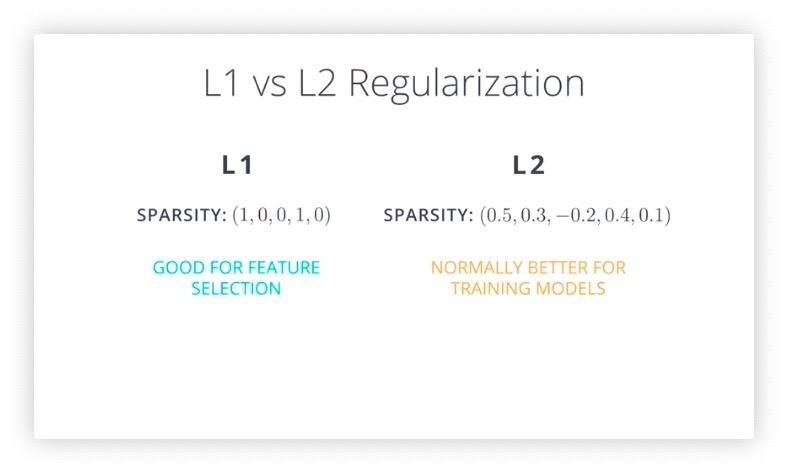 L1 vs L2 Regularization
L1
SPARSITY: (1, 0, 0, 1, 0)
GOOD FOR FEATURE
SELECTION
L2
SPARSITY: (0.5, 0.3, −0.2, 0.4, 0.1)
NORMALLY BETTER FOR
TRAINING MODELS